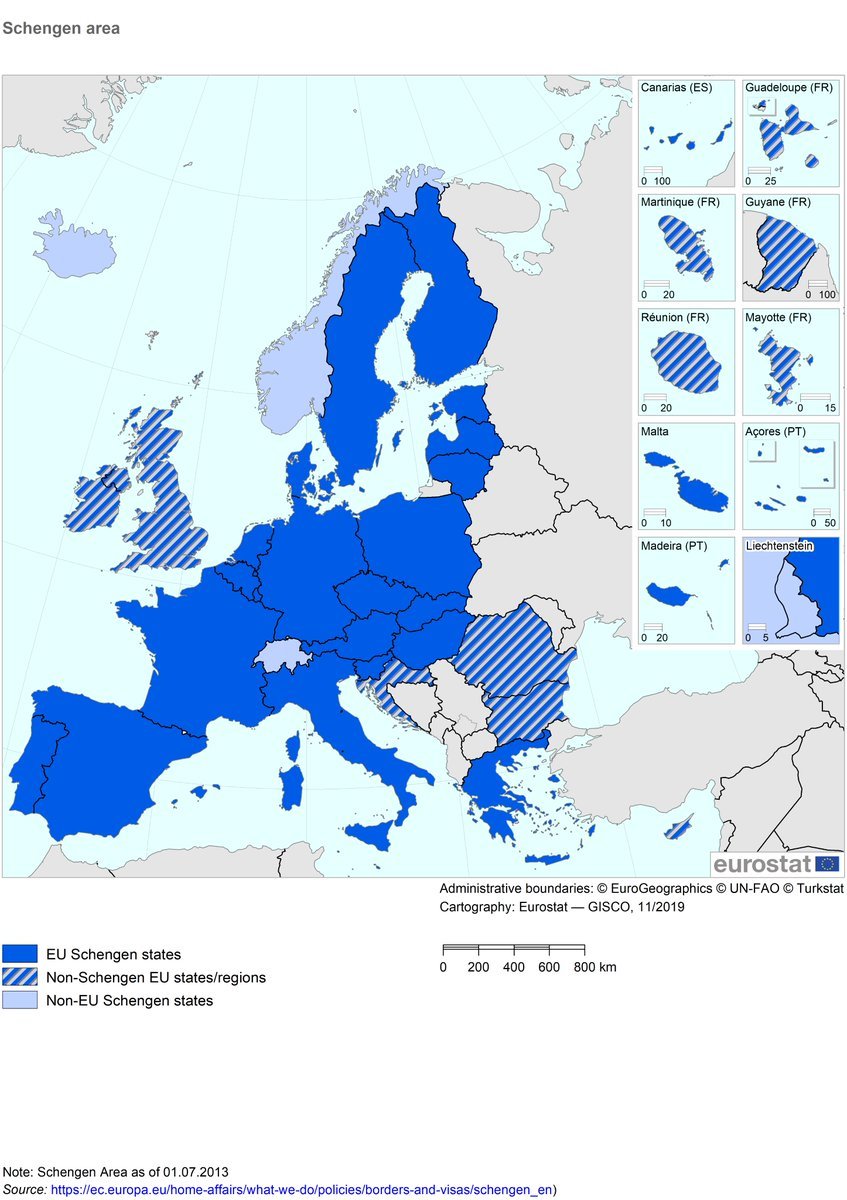 Schengen area
Canarias (ES)
0 100
Guadeloupe (FR)
0 25
Martinique (FR)
0 20
Guyane (FR)
0 100
Réunion (FR)
0 20
Mayotte (FR)
0 15
Malta
0 10
Açores (PT)
0 50
Madeira (PT)
0 20
Liechtenstein
0 5
eurostat
Administrative boundaries: © EuroGeographics © UN-FAO © Turkstat
Cartography: Eurostat — GISCO, 11/2019
EU Schengen states
Non-Schengen EU states/regions
Non-EU Schengen states
0 200 400 600 800 km
Note: Schengen Area as of 01.07.2013
Source: https://ec.europa.eu/home-affairs/what-we-do/policies/borders-and-visas/schengen_en)